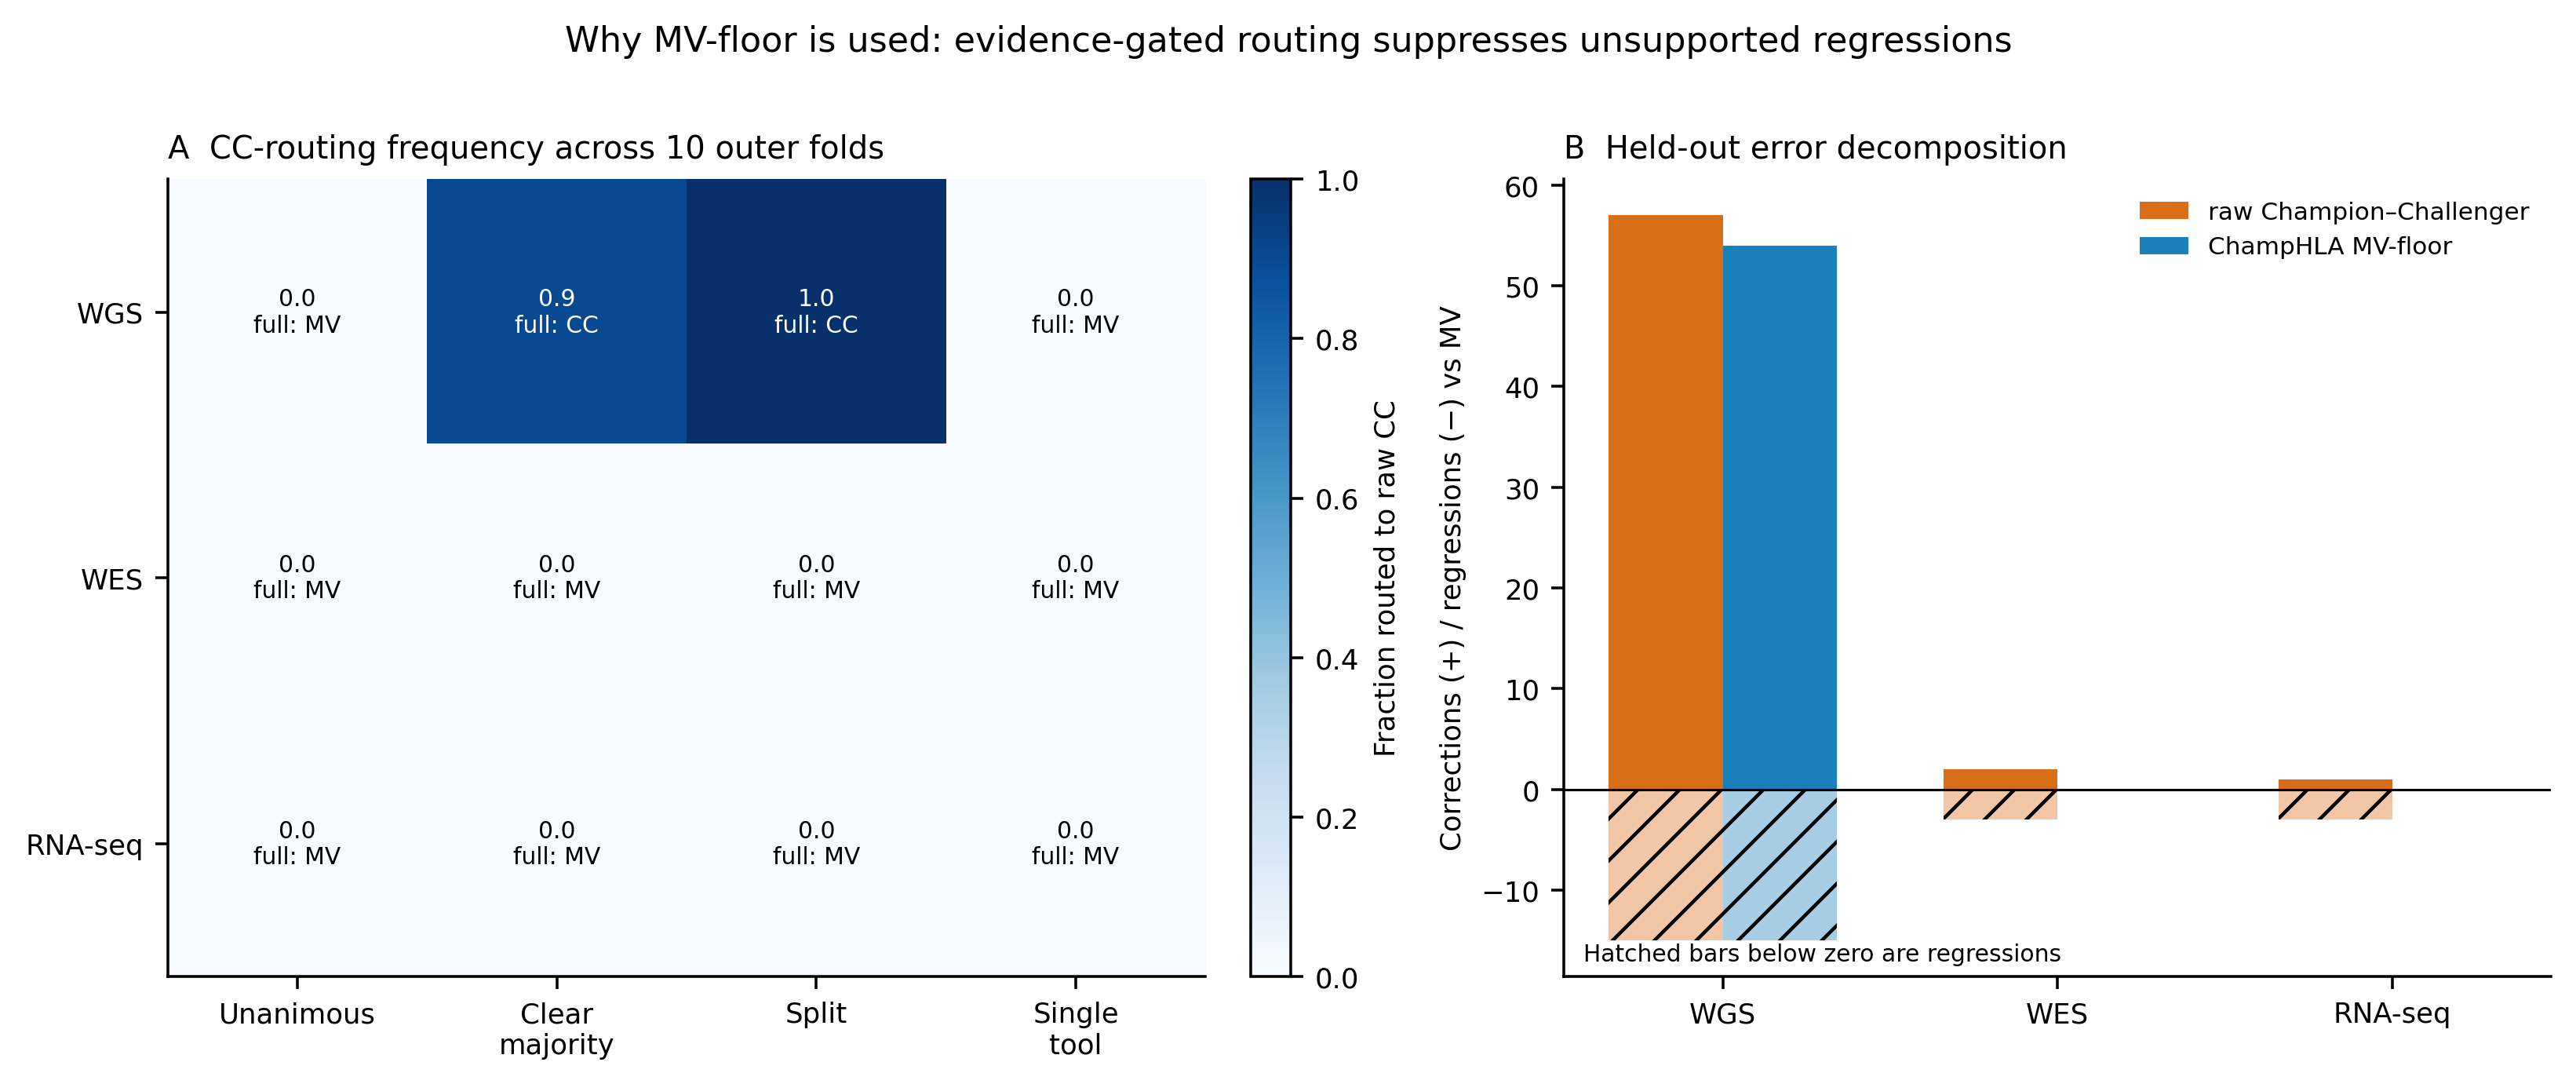 Why MV-floor is used: evidence-gated routing suppresses unsupported regressions
A CC-routing frequency across 10 outer folds
WGS
WES
RNA-seq
0.0
full: MV
0.9
full: CC
1.0
full: CC
0.0
full: MV
0.0
full: MV
0.0
full: MV
0.0
full: MV
0.0
full: MV
0.0
full: MV
0.0
full: MV
0.0
full: MV
0.0
full: MV
Unanimous
Clear
majority
Split
Single
tool
1.0
0.8
0.6
0.4
0.2
0.0
Fraction routed to raw CC
B Held-out error decomposition
Corrections (+) / regressions (−) vs MV
60
50
40
30
20
10
0
−10
raw Champion–Challenger
ChampHLA MV-floor
Hatched bars below zero are regressions
WGS
WES
RNA-seq